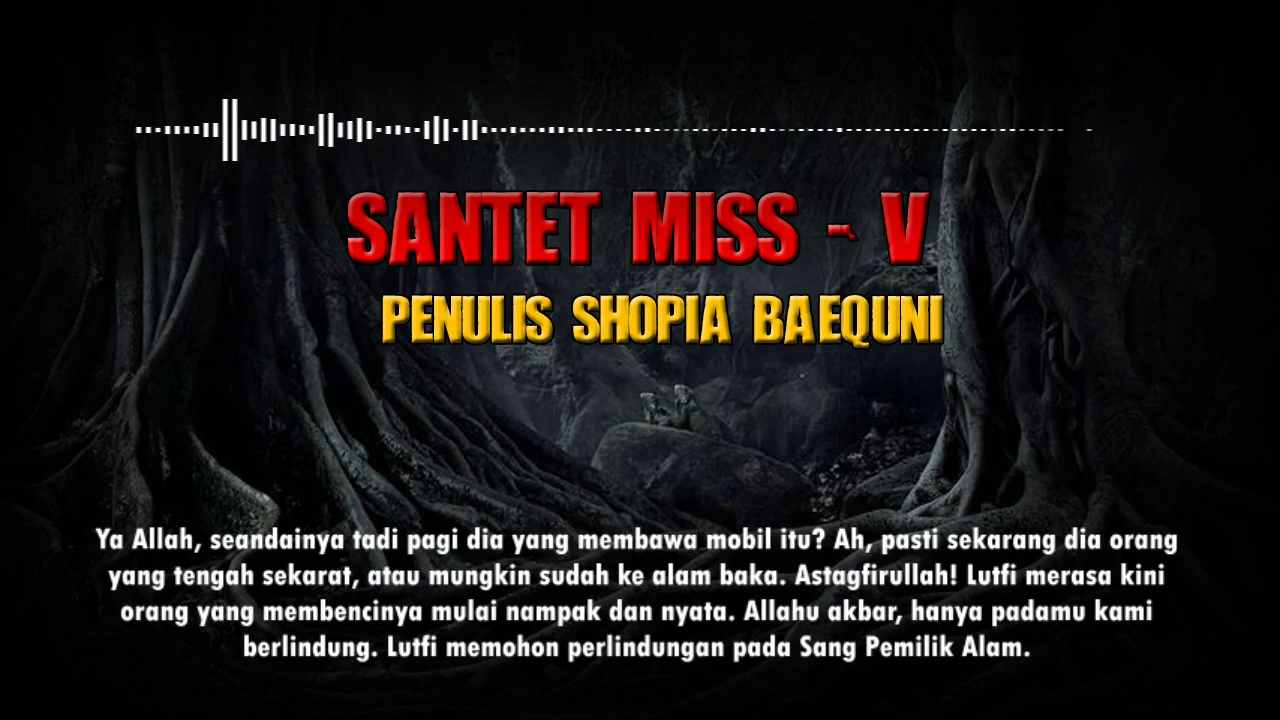 SANTET MISS - V
PENULIS SHOPIA BAEQUNI
Ya Allah, seandainya tadi pagi dia yang membawa mobil itu? Ah, pasti sekarang dia orang
yang tengah sekarat, atau mungkin sudah ke alam baka. Astagfirullah! Lutfi merasa kini
orang yang membencinya mulai nampak dan nyata. Allahu akbar, hanya padamu kami
berlindung. Lutfi memohon perlindungan pada Sang Pemilik Alam.